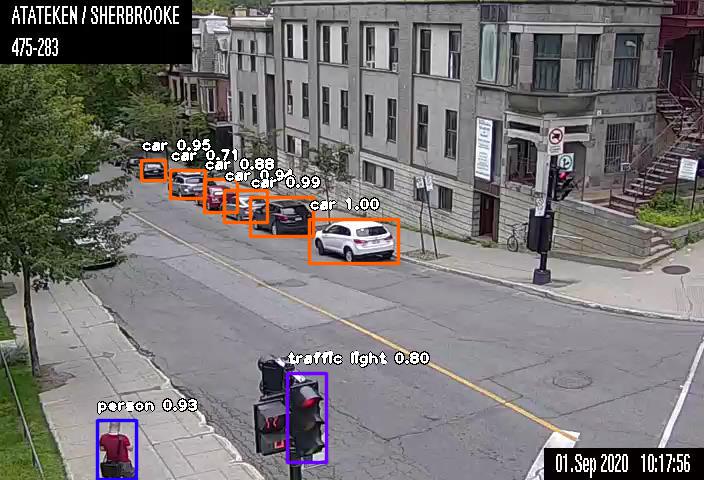 ATATEKEN / SHERBROOKE
475-283
car 0.95
car 0.71
car 0.88
car 0.94
car 0.99
car 1.00
traffic light 0.80
person 0.93
01.Sep 2020 10:17:56